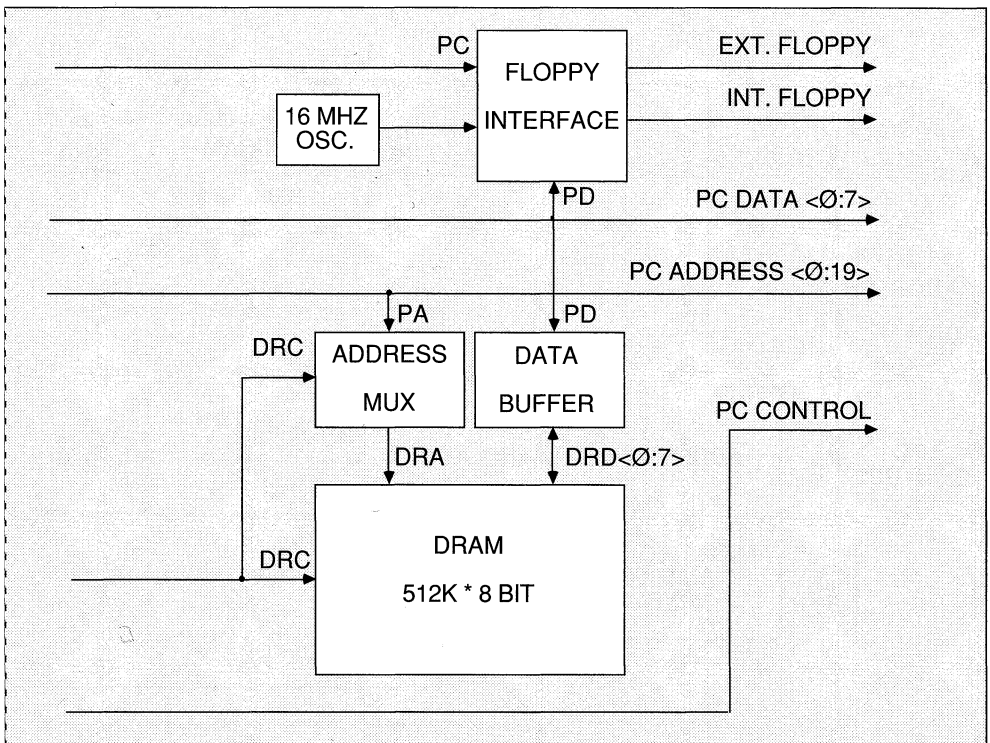 PC
EXT. FLOPPY
FLOPPY
INTERFACE
INT. FLOPPY
16 MHZ
OSC.
PD
PC DATA <Ø:7>
PC ADDRESS <Ø:19>
PA
PD
DRC
ADDRESS
MUX
DATA
BUFFER
PC CONTROL
DRA
DRD<Ø:7>
DRC
DRAM
512K * 8 BIT